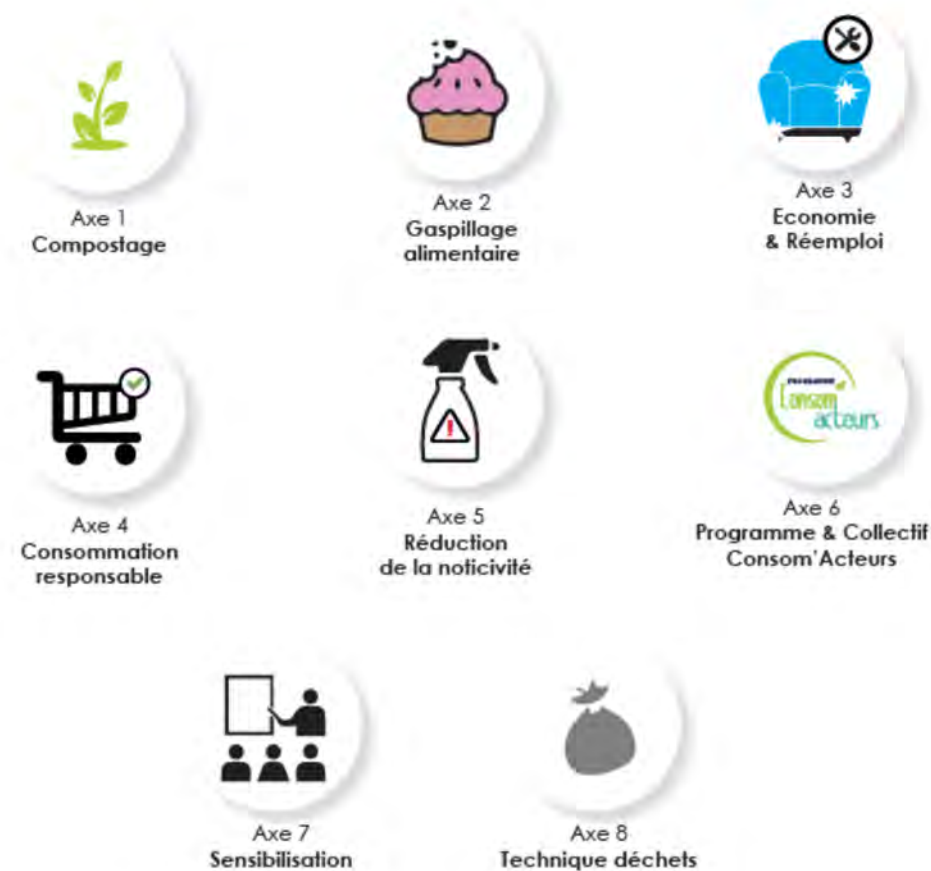 Axe 1
Compostage
Axe 2
Gaspillage
alimentaire
Axe 3
Economie
& Réemploi
Axe 4
Consommation
responsable
Axe 5
Réduction
de la noticivité
PROGRAMME
Consom'
acteurs
Axe 6
Programme & Collectif
Consom'Acteurs
Axe 7
Sensibilisation
Axe 8
Technique déchets